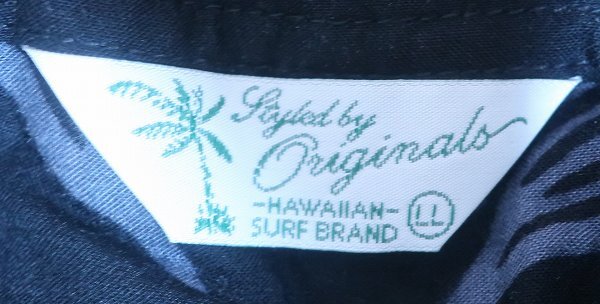 Styled by
Originals
-HAWAIIAN-
SURF BRAND LL